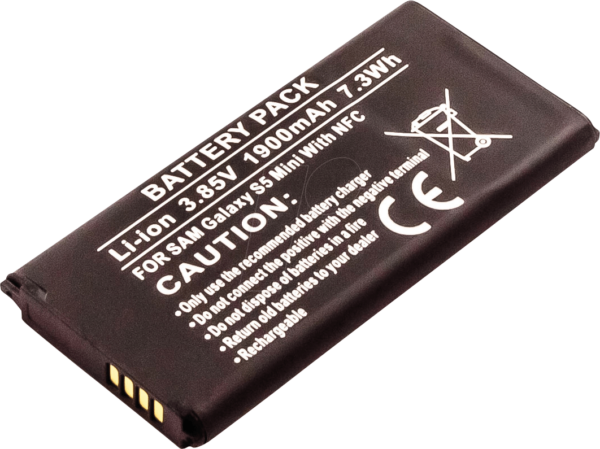 BATTERY PACK
Li-ion 3.85V 1900mAh 7.3Wh
FOR SAM Galaxy S5 Mini With NFC
CAUTION:
•Use only the recommended battery charger
•Do not connect the positive with the negative terminal
•Do not dispose of batteries in a fire
•Return old batteries to your dealer
•Rechargeable
CE